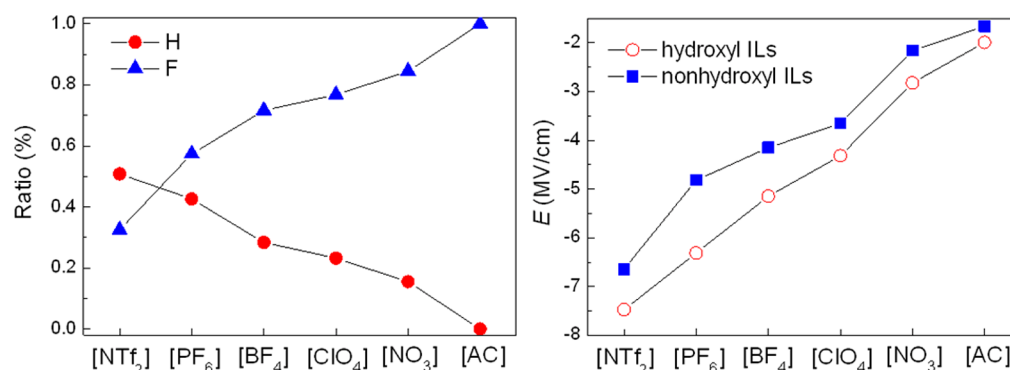 1.0
0.8
0.6
0.4
0.2
0.0
Ratio (%)
H
F
[NTf₂] [PF₆] [BF₄] [ClO₄] [NO₃] [AC]
-2
-3
-4
-5
-6
-7
-8
E (MV/cm)
hydroxyl ILs
nonhydroxyl ILs
[NTf₂] [PF₆] [BF₄] [ClO₄] [NO₃] [AC]